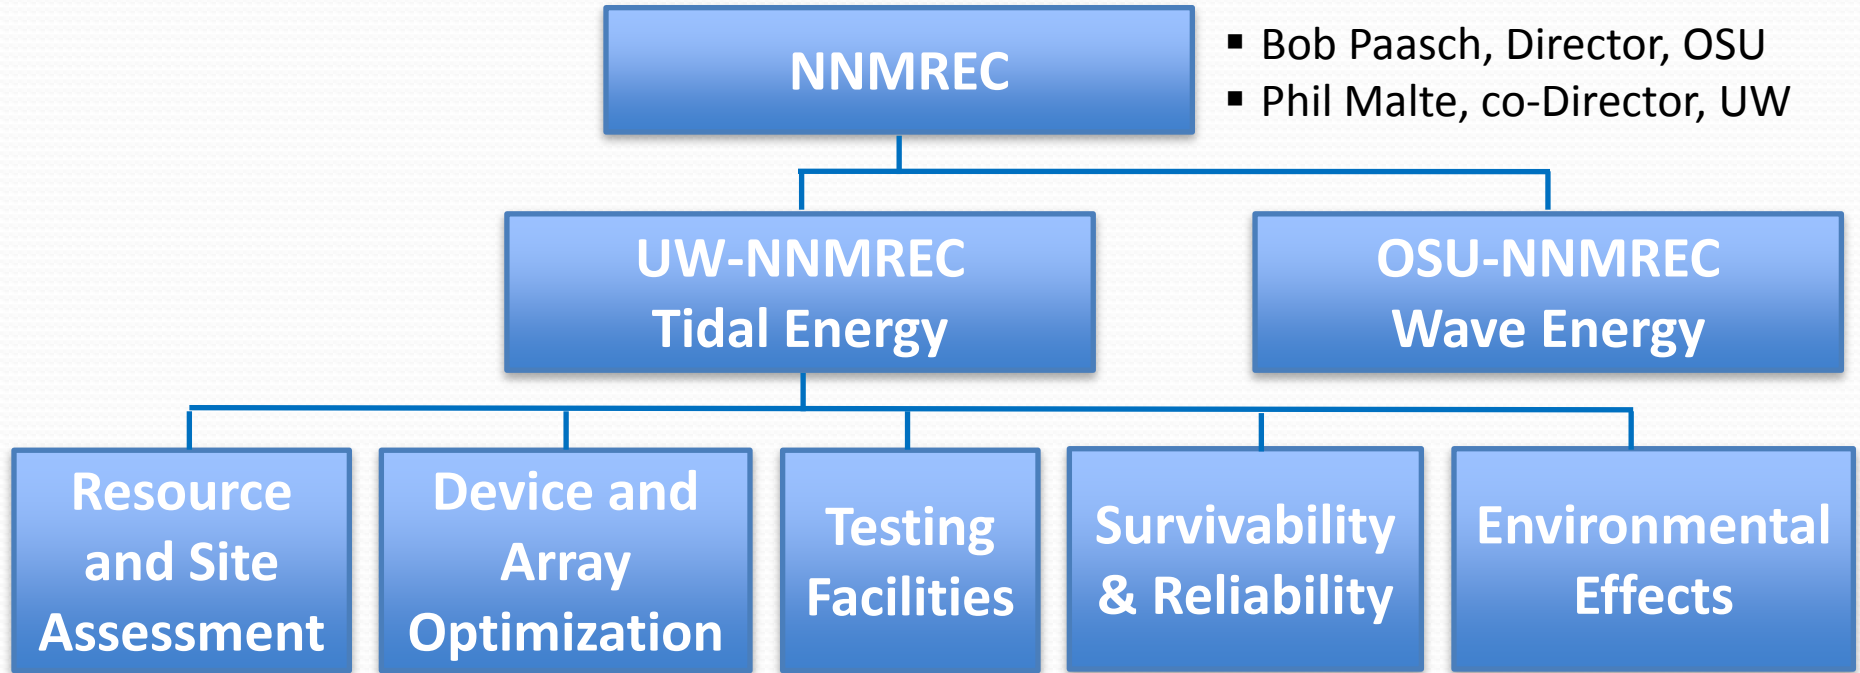 NNMREC
▪ Bob Paasch, Director, OSU
▪ Phil Malte, co-Director, UW
UW-NNMREC
Tidal Energy
OSU-NNMREC
Wave Energy
Resource
and Site
Assessment
Device and
Array
Optimization
Testing
Facilities
Survivability
& Reliability
Environmental
Effects